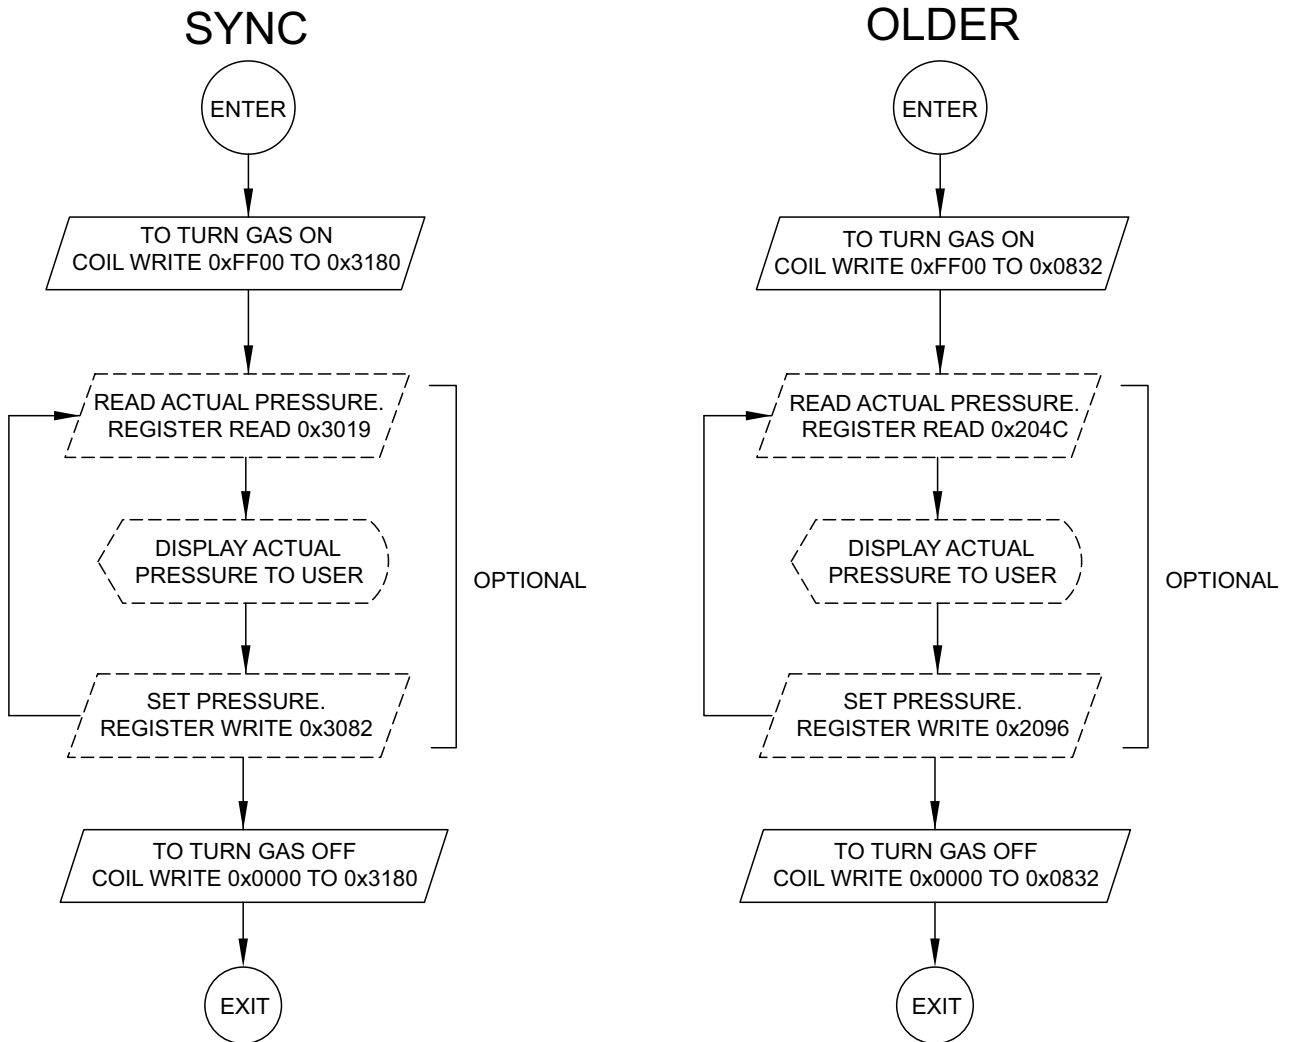 SYNC
ENTER
TO TURN GAS ON
COIL WRITE 0xFF00 TO 0x3180
READ ACTUAL PRESSURE.
REGISTER READ 0x3019
DISPLAY ACTUAL
PRESSURE TO USER
OPTIONAL
SET PRESSURE.
REGISTER WRITE 0x3082
TO TURN GAS OFF
COIL WRITE 0x0000 TO 0x3180
EXIT
OLDER
ENTER
TO TURN GAS ON
COIL WRITE 0xFF00 TO 0x0832
READ ACTUAL PRESSURE.
REGISTER READ 0x204C
DISPLAY ACTUAL
PRESSURE TO USER
OPTIONAL
SET PRESSURE.
REGISTER WRITE 0x2096
TO TURN GAS OFF
COIL WRITE 0x0000 TO 0x0832
EXIT